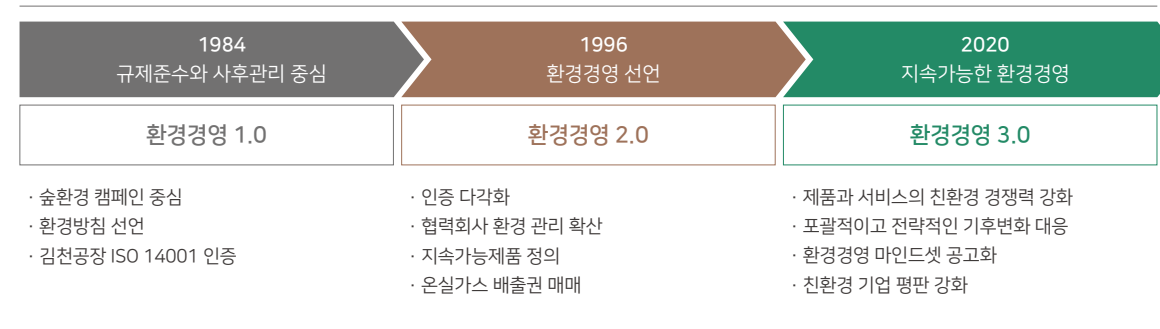 1984
규제준수와 사후관리 중심
환경경영 1.0
· 숲환경 캠페인 중심
· 환경방침 선언
· 김천공장 ISO 14001 인증
1996
환경경영 선언
환경경영 2.0
· 인증 다각화
· 협력회사 환경 관리 확산
· 지속가능제품 정의
· 온실가스 배출권 매매
2020
지속가능한 환경경영
환경경영 3.0
· 제품과 서비스의 친환경 경쟁력 강화
· 포괄적이고 전략적인 기후변화 대응
· 환경경영 마인드셋 공고화
· 친환경 기업 평판 강화